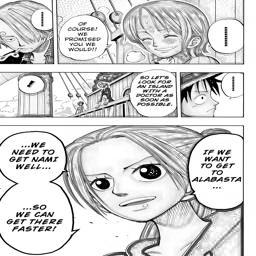 !
OF
COURSE!
WE
PROMISED
YOU WE
WOULD!!
!
!
SO LET'S
LOOK FOR
AN ISLAND
WITH A
DOCTOR AS
SOON AS
POSSIBLE.
IF WE
WANT
TO
GET TO
ALABASTA
...
...WE
NEED TO
GET NAMI
WELL...
...SO
WE CAN
GET THERE
FASTER!